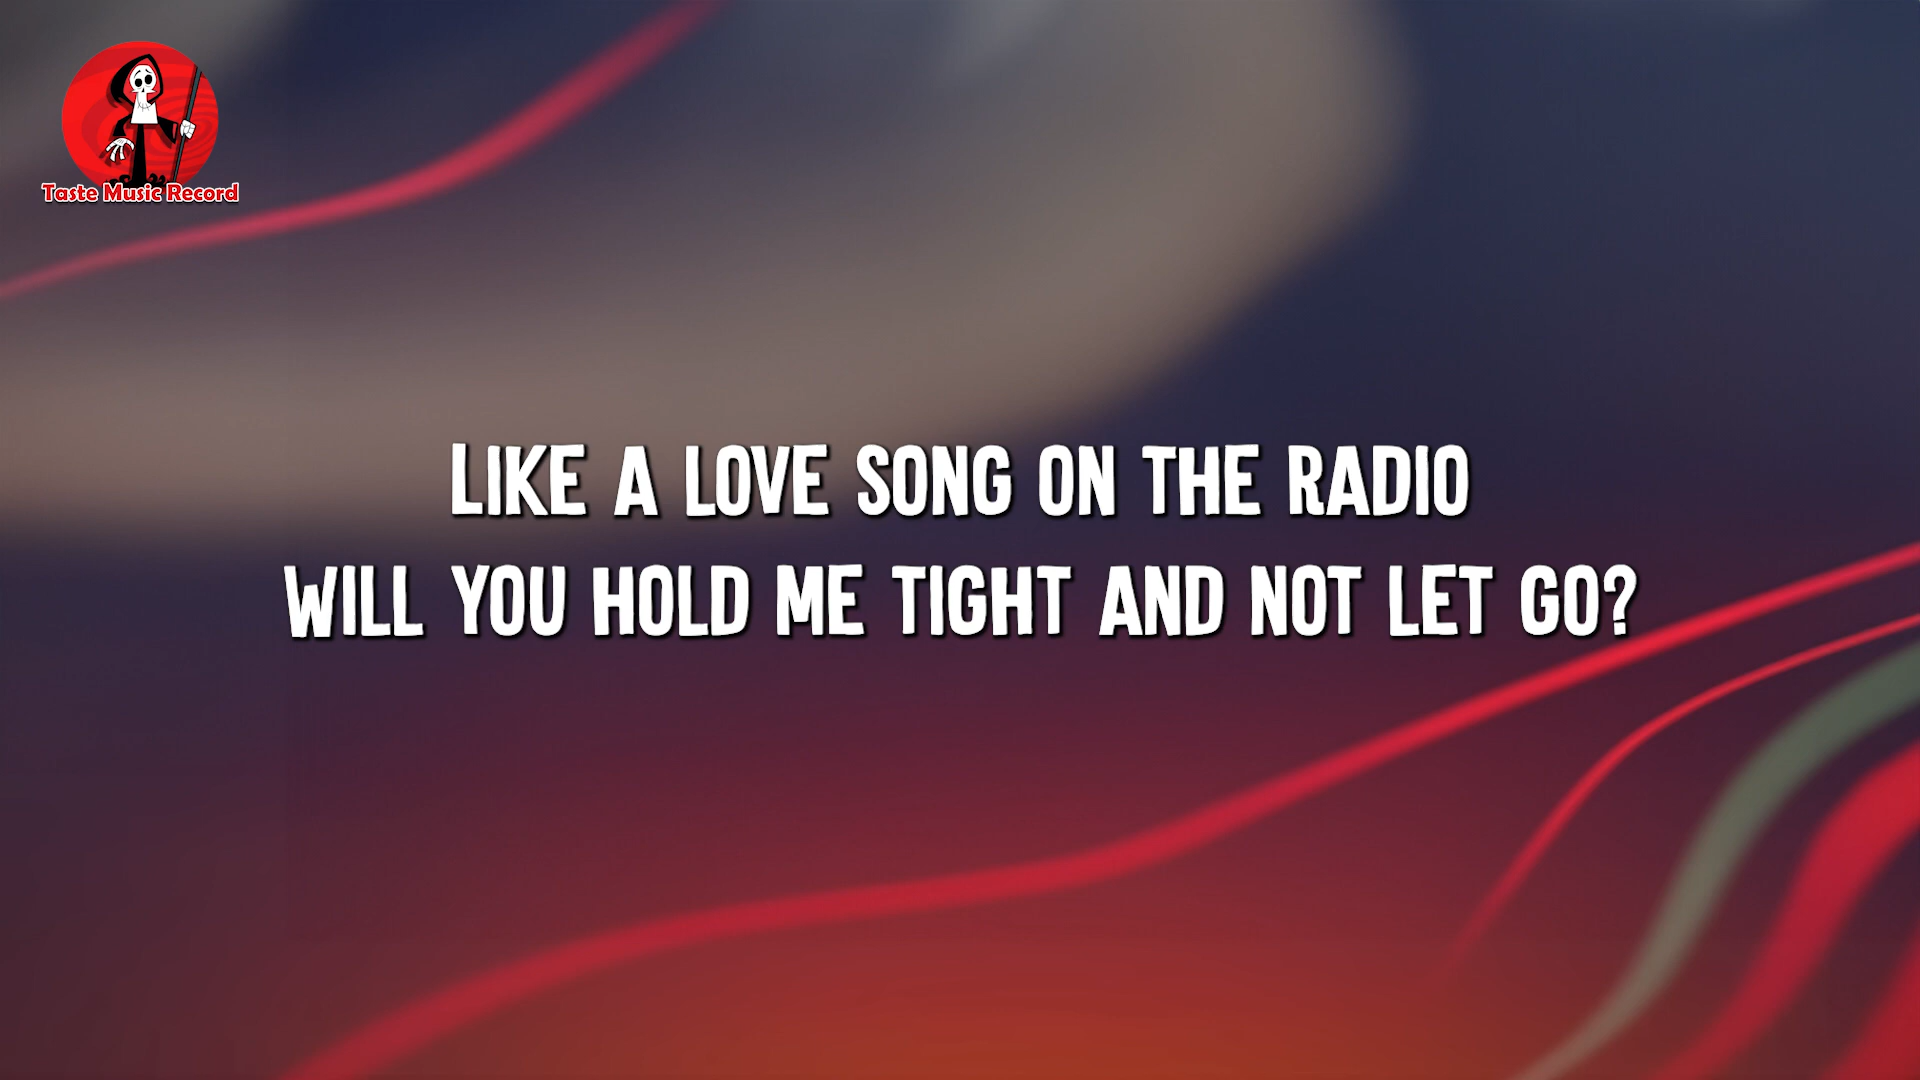 Taste Music Record
LIKE A LOVE SONG ON THE RADIO
WILL YOU HOLD ME TIGHT AND NOT LET GO?